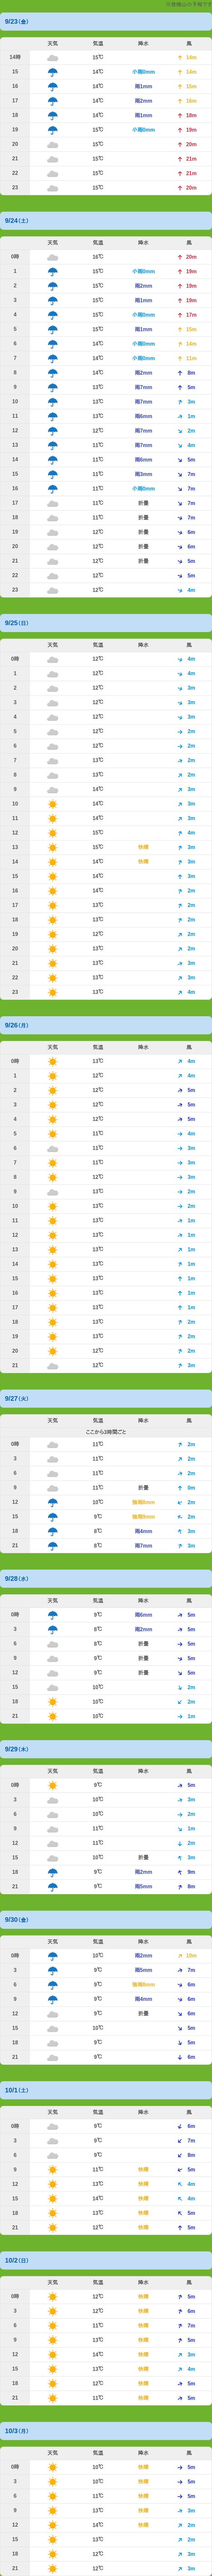 の予報です
9/23(金)
天気 気温 降水 風
14時 15℃ 14m
15 15℃ 小雨0mm 14m
16 15℃ 雨1mm 15m
17 15℃ 雨2mm 16m
18 15℃ 雨1mm 18m
19 15℃ 小雨0mm 19m
20 15℃ 20m
21 15℃ 21m
22 15℃ 21m
23 15℃ 20m
9/24(土)
天気 気温 降水 風
0時 16℃ 20m
1 15℃ 小雨0mm 19m
2 15℃ 雨2mm 19m
3 15℃ 雨1mm 19m
4 15℃ 小雨0mm 17m
5 15℃ 雨1mm 15m
6 14℃ 小雨0mm 14m
7 14℃ 小雨0mm 11m
8 14℃ 雨2mm 8m
9 13℃ 雨7mm 5m
10 13℃ 雨7mm 3m
11 13℃ 雨6mm 1m
12 12℃ 雨7mm 2m
13 11℃ 雨7mm 4m
14 11℃ 雨6mm 5m
15 11℃ 雨3mm 7m
16 11℃ 小雨0mm 7m
17 11℃ 折畳 7m
18 11℃ 折畳 7m
19 12℃ 折畳 6m
20 12℃ 折畳 6m
21 12℃ 折畳 5m
22 12℃ 5m
23 12℃ 4m
9/25(日)
天気 気温 降水 風
0時 12℃ 4m
1 12℃ 4m
2 12℃ 3m
3 12℃ 3m
4 12℃ 3m
5 12℃ 2m
6 12℃ 2m
7 13℃ 2m
8 13℃ 2m
9 14℃ 3m
10 14℃ 3m
11 14℃ 3m
12 15℃ 4m
13 15℃ 快晴 3m
14 14℃ 快晴 3m
15 14℃ 3m
16 14℃ 2m
17 13℃ 2m
18 13℃ 2m
19 12℃ 2m
20 13℃ 2m
21 13℃ 3m
22 13℃ 3m
23 13℃ 4m
9/26(月)
天気 気温 降水 風
0時 13℃ 4m
1 12℃ 4m
2 12℃ 5m
3 12℃ 5m
4 12℃ 5m
5 11℃ 4m
6 11℃ 3m
7 11℃ 3m
8 12℃ 3m
9 13℃ 2m
10 13℃ 2m
11 13℃ 1m
12 13℃ 1m
13 13℃ 1m
14 13℃ 1m
15 13℃ 1m
16 13℃ 1m
17 13℃ 1m
18 13℃ 2m
19 13℃ 2m
20 12℃ 2m
21 12℃ 3m
9/27(火)
天気 気温 降水 風
ここから3時間ごと
0時 11℃ 2m
3 11℃ 2m
6 11℃ 2m
9 11℃ 折畳 0m
12 10℃ 強雨8mm 2m
15 9℃ 強雨9mm 2m
18 8℃ 雨4mm 3m
21 8℃ 雨7mm 3m
9/28(水)
天気 気温 降水 風
0時 9℃ 雨6mm 5m
3 8℃ 雨2mm 5m
6 8℃ 折畳 5m
9 9℃ 折畳 5m
12 9℃ 折畳 5m
15 10℃ 2m
18 10℃ 2m
21 10℃ 1m
9/29(木)
天気 気温 降水 風
0時 9℃ 5m
3 10℃ 3m
6 10℃ 2m
9 11℃ 1m
12 11℃ 2m
15 10℃ 折畳 3m
18 9℃ 雨2mm 9m
21 9℃ 雨5mm 8m
9/30(金)
天気 気温 降水 風
0時 10℃ 雨2mm 10m
3 9℃ 雨5mm 7m
6 9℃ 強雨8mm 6m
9 9℃ 雨4mm 6m
12 9℃ 折畳 6m
15 10℃ 5m
18 9℃ 5m
21 9℃ 6m
10/1(土)
天気 気温 降水 風
0時 9℃ 6m
3 9℃ 7m
6 9℃ 8m
9 11℃ 快晴 5m
12 13℃ 快晴 4m
15 14℃ 快晴 4m
18 13℃ 快晴 5m
21 12℃ 快晴 5m
10/2(日)
天気 気温 降水 風
0時 12℃ 快晴 5m
3 12℃ 快晴 6m
6 11℃ 快晴 7m
9 13℃ 快晴 5m
12 14℃ 快晴 3m
15 13℃ 快晴 4m
18 12℃ 快晴 5m
21 11℃ 快晴 5m
10/3(月)
天気 気温 降水 風
0時 10℃ 快晴 5m
3 10℃ 快晴 5m
6 11℃ 快晴 5m
9 13℃ 快晴 3m
12 14℃ 快晴 2m
15 13℃ 2m
18 12℃ 3m
21 12℃ 3m